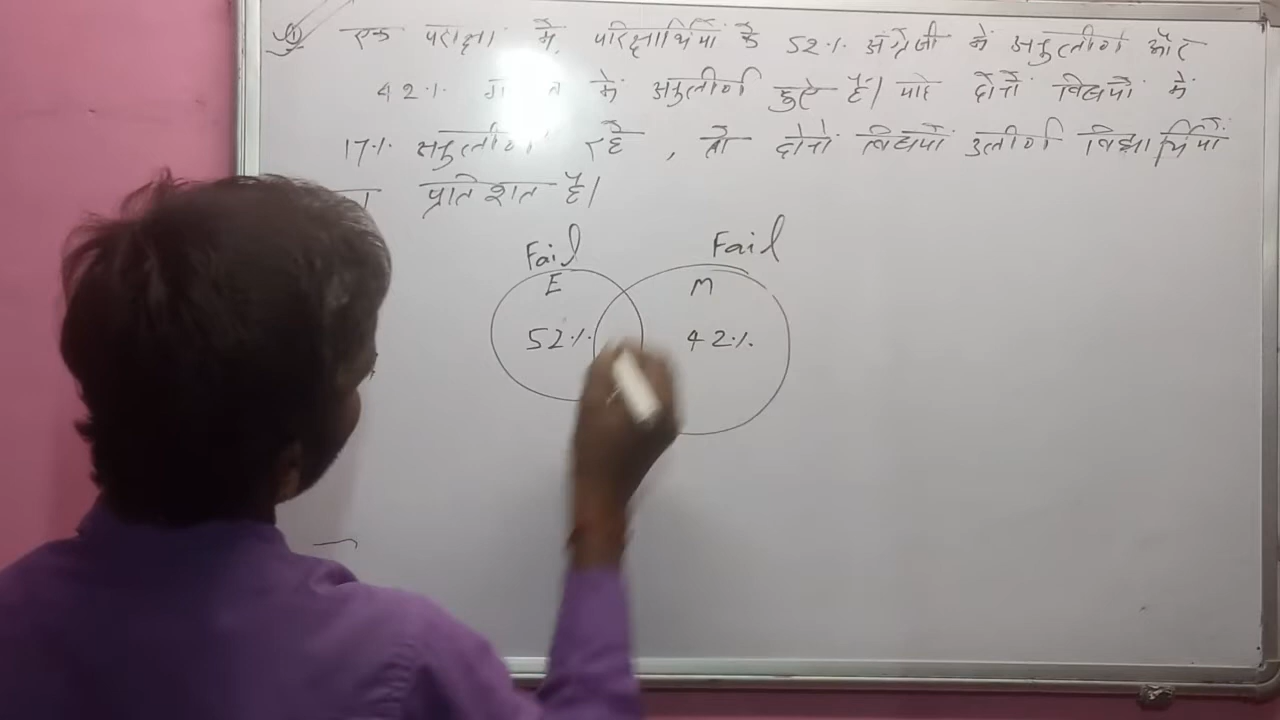 एक परीक्षा में, परिक्षार्थियों के 52% अंग्रेजी में अनुत्तीर्ण और
42% में अनुत्तीर्ण हुऐ हैं। यदि दोनों विषयों में
17% अनुत्तीर्ण रहे, तो दोनों विषयों उत्तीर्ण विद्यार्थियों
प्रतिशत है।
Fail Fail
E M
52% 42%